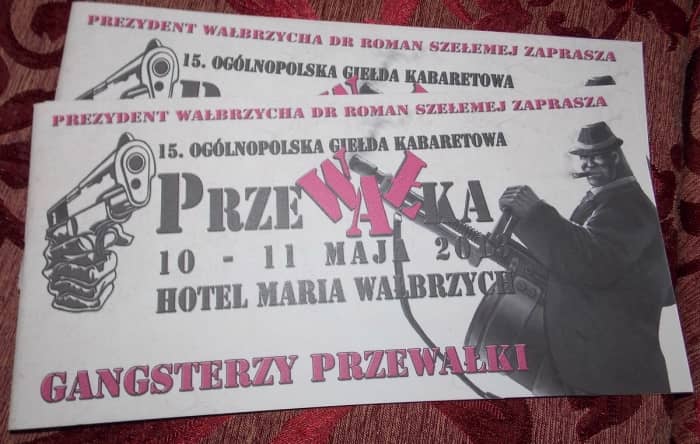 PREZYDENT WAŁBRZYCHA DR ROMAN SZEŁEMEJ ZAPRASZA
15. OGÓLNOPOLSKA GIEŁDA KABARETOWA
PREZYDENT WAŁBRZYCHA DR ROMAN SZEŁEMEJ ZAPRASZA
15. OGÓLNOPOLSKA GIEŁDA KABARETOWA
PRZEWAŁKA
10 - 11 MAJA
HOTEL MARIA WAŁBRZYCH
GANGSTERZY PRZEWAŁKI